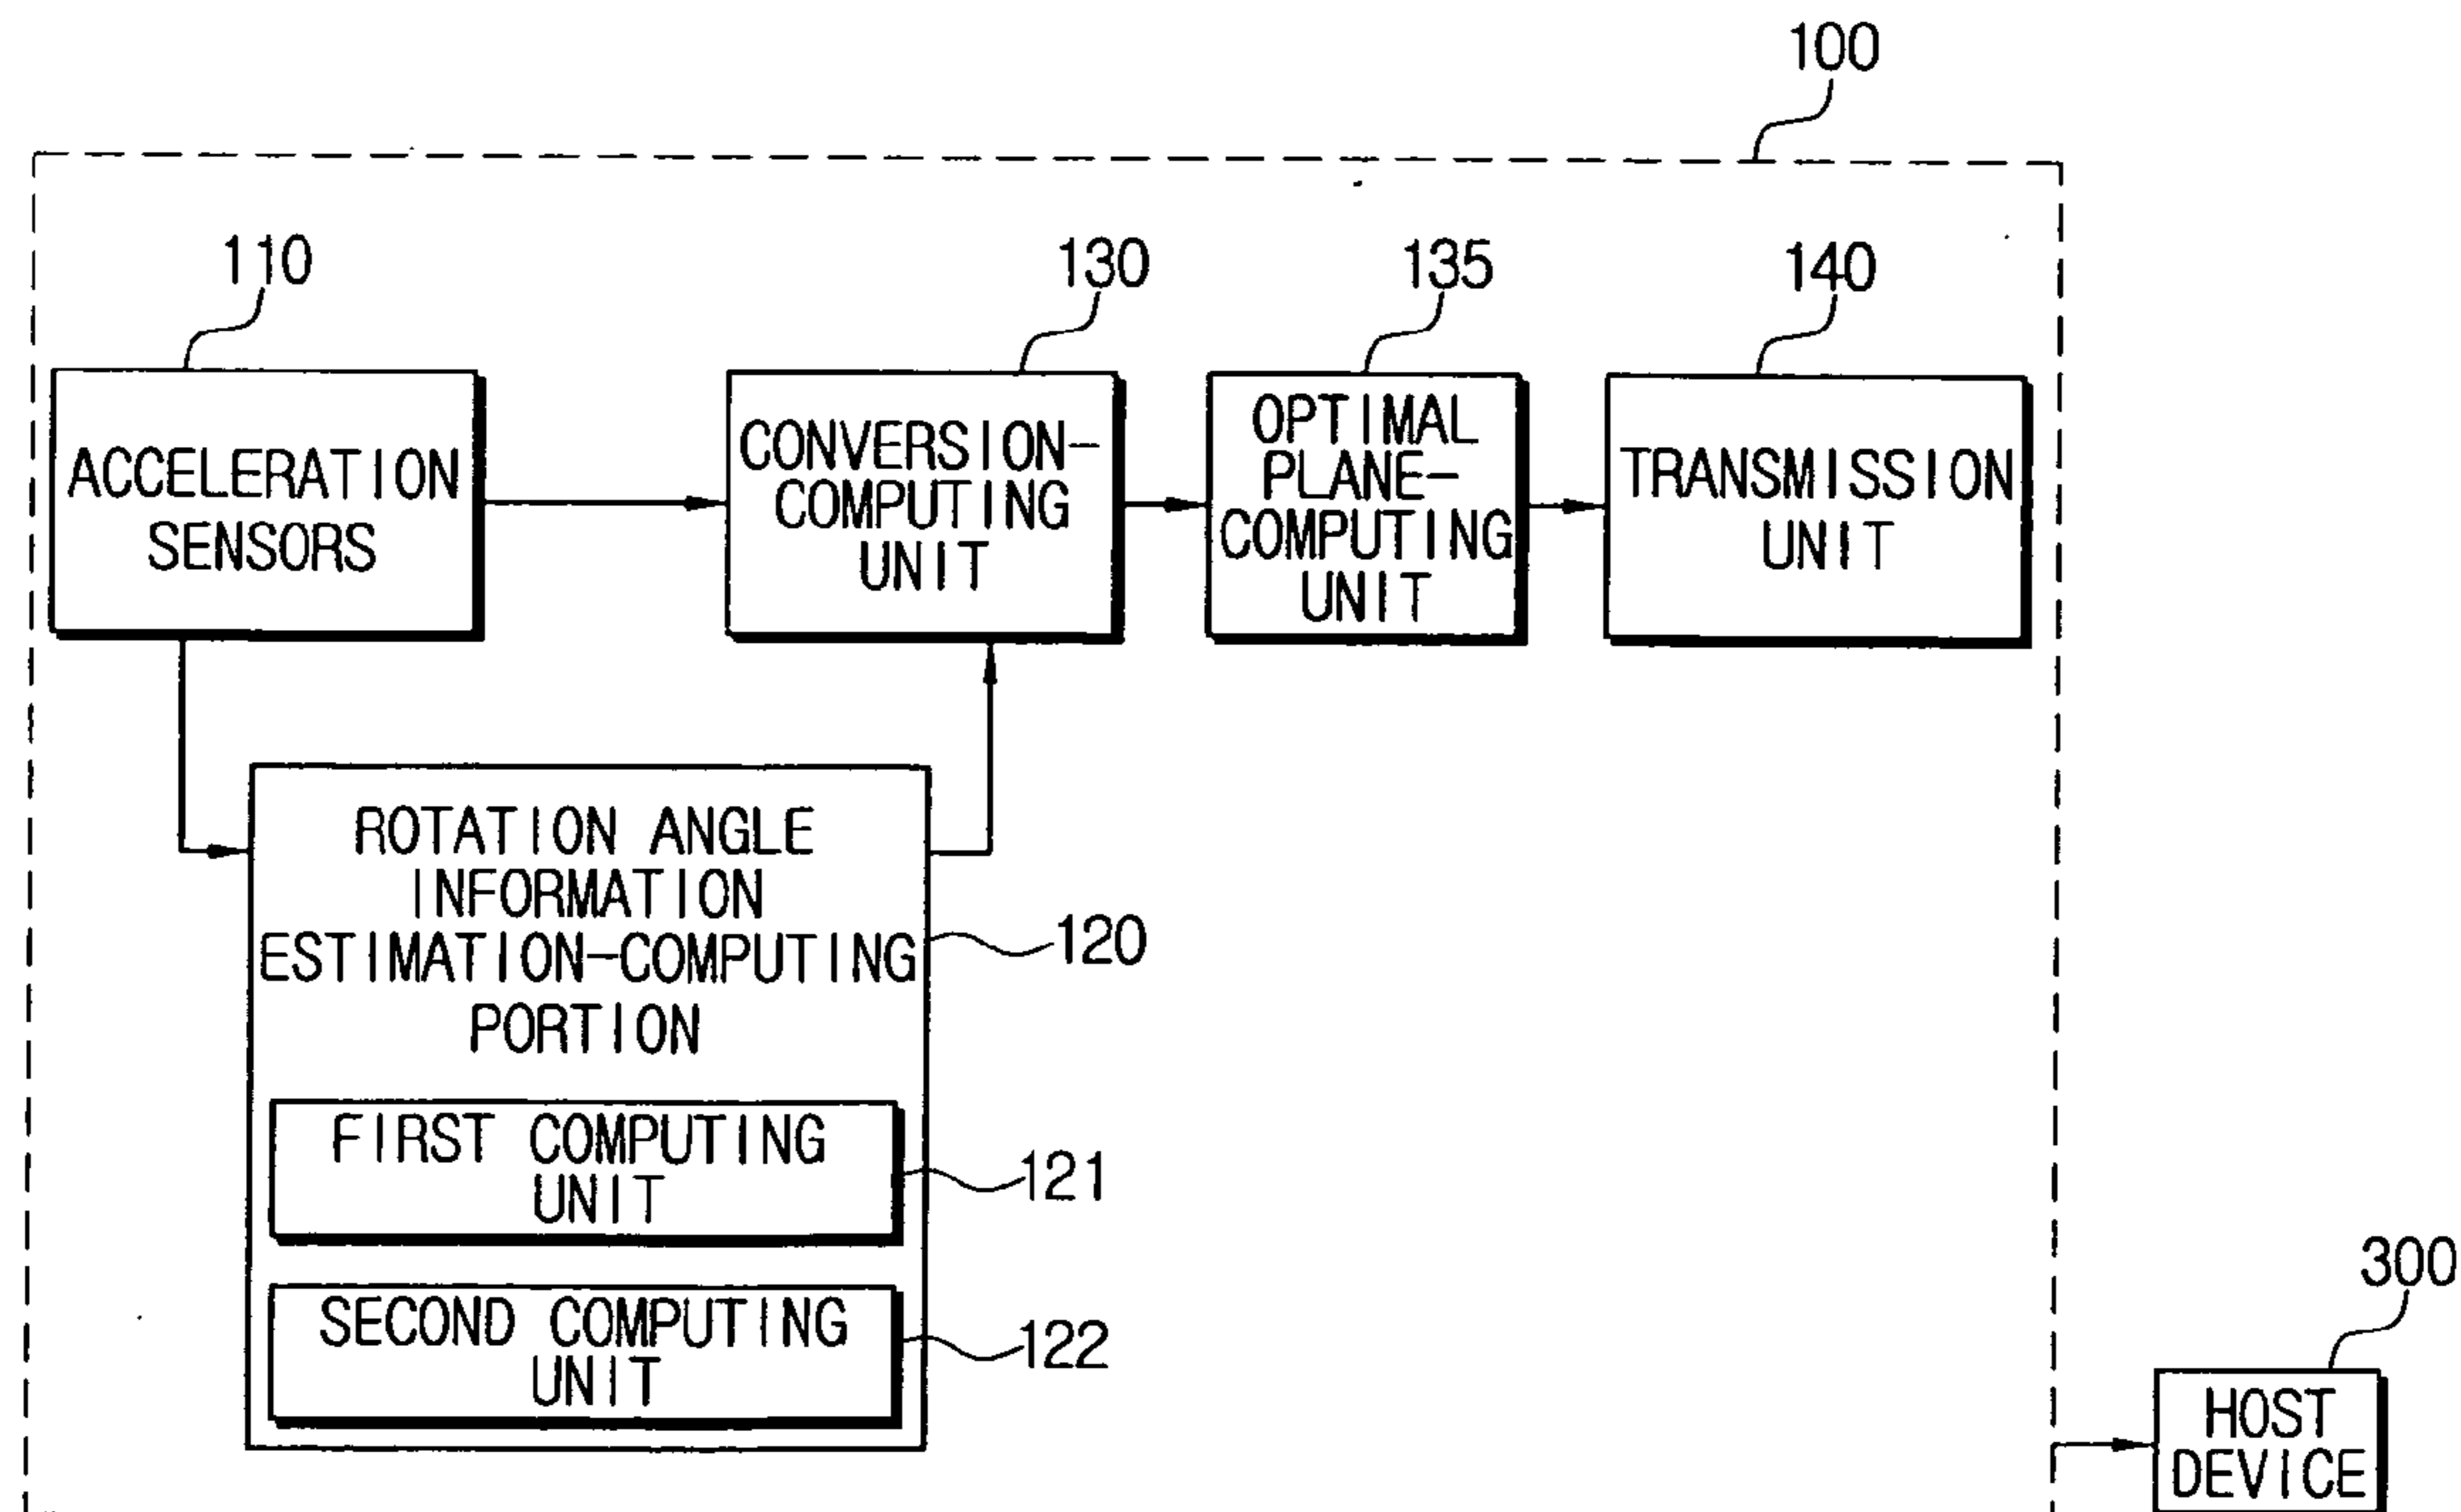 100
110
130
135
140
ACCELERATION
SENSORS
CONVERSION-
COMPUTING
UNIT
OPTIMAL
PLANE-
COMPUTING
UNIT
TRANSMISSION
UNIT
ROTATION ANGLE
INFORMATION
ESTIMATION-COMPUTING
PORTION
120
FIRST COMPUTING
UNIT
121
SECOND COMPUTING
UNIT
122
300
HOST
DEVICE